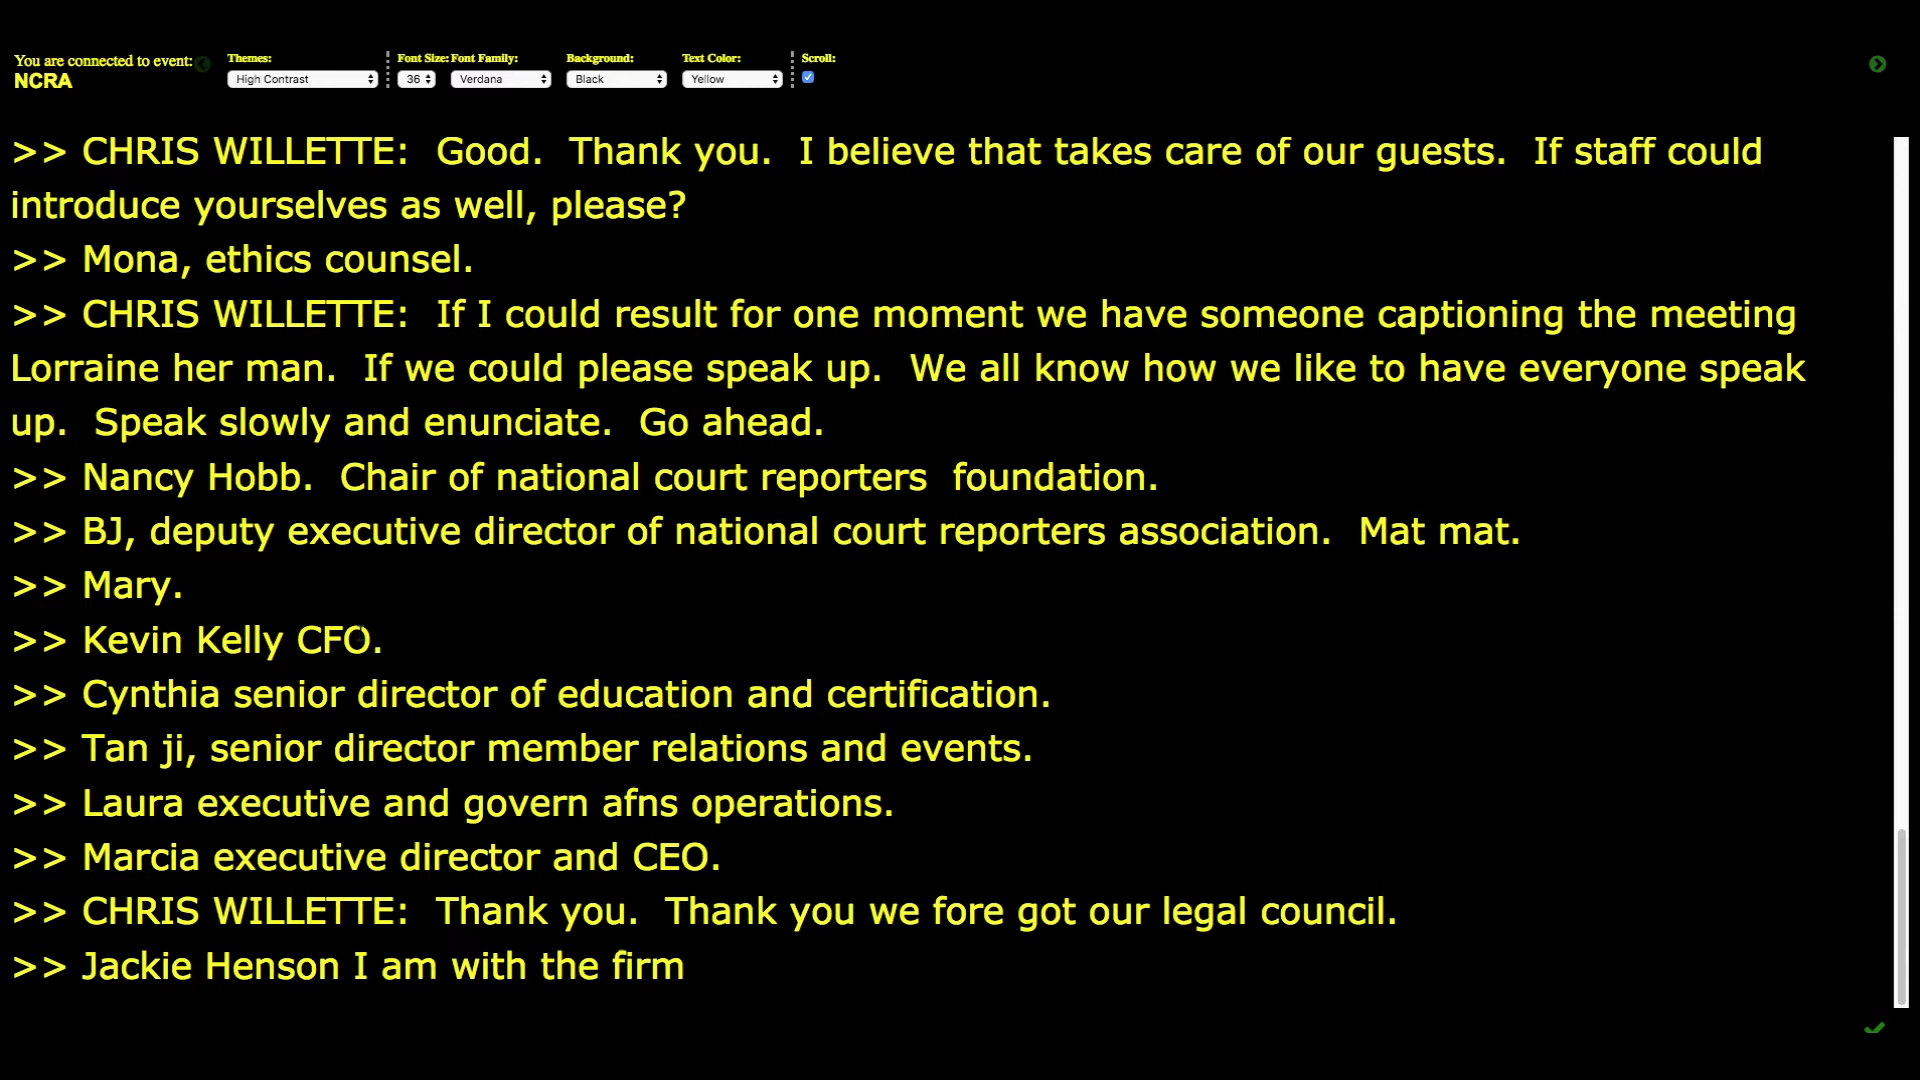 You are connected to event:
NCRA
Themes:
High Contrast
Font Size:
36
Font Family:
Verdana
Background:
Black
Text Color:
Yellow
Scroll:
>> CHRIS WILLETTE:  Good.  Thank you.  I believe that takes care of our guests.  If staff could
introduce yourselves as well, please?
>> Mona, ethics counsel.
>> CHRIS WILLETTE:  If I could result for one moment we have someone captioning the meeting
Lorraine her man.  If we could please speak up.  We all know how we like to have everyone speak
up.  Speak slowly and enunciate.  Go ahead.
>> Nancy Hobb.  Chair of national court reporters  foundation.
>> BJ, deputy executive director of national court reporters association.  Mat mat.
>> Mary.
>> Kevin Kelly CFO.
>> Cynthia senior director of education and certification.
>> Tan ji, senior director member relations and events.
>> Laura executive and govern afns operations.
>> Marcia executive director and CEO.
>> CHRIS WILLETTE:  Thank you.  Thank you we fore got our legal council.
>> Jackie Henson I am with the firm